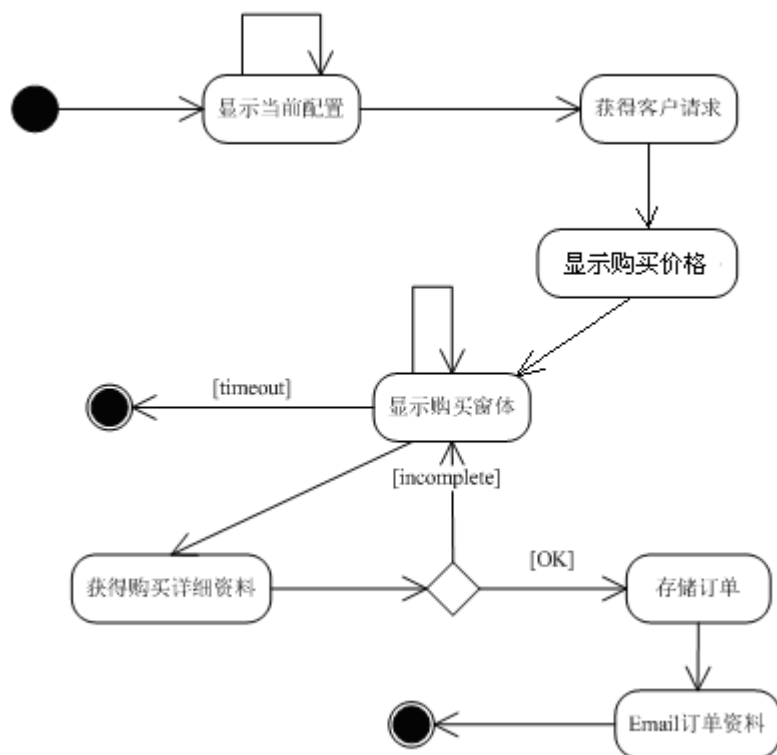 显示当前配置
获得客户请求
显示购买价格
[timeout]
显示购买窗体
[incomplete]
获得购买详细资料
[OK]
存储订单
Email订单资料